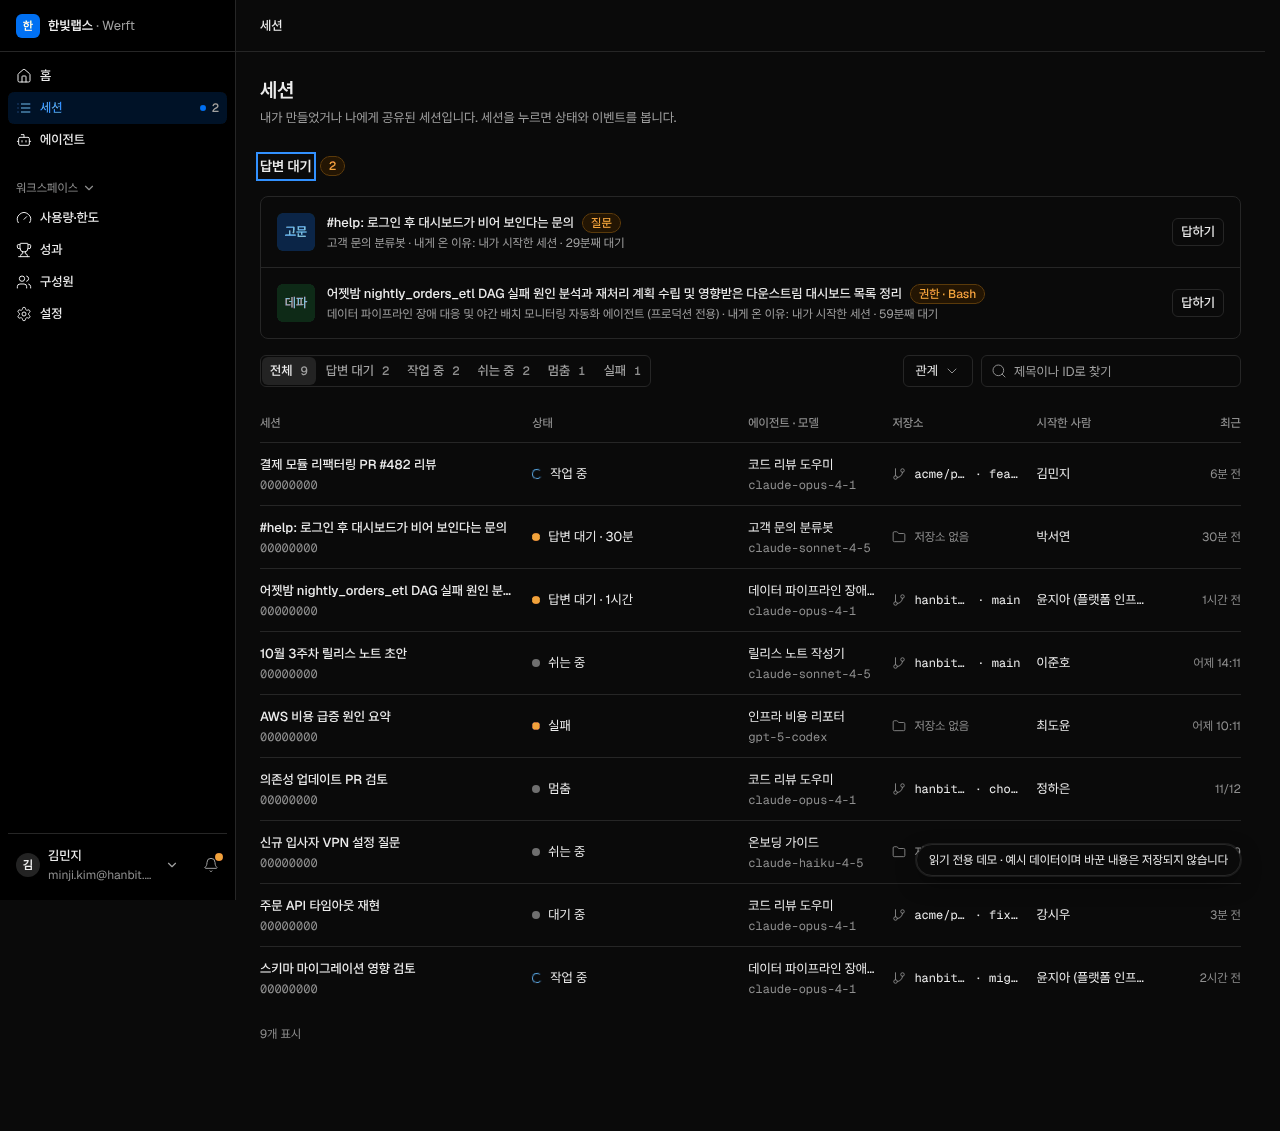 한 한빛랩스 · Werft
세션
홈
세션 2
에이전트
워크스페이스
사용량·한도
성과
구성원
설정
김 김민지
minji.kim@hanbit....
세션
내가 만들었거나 나에게 공유된 세션입니다. 세션을 누르면 상태와 이벤트를 봅니다.
답변 대기 2
고문 #help: 로그인 후 대시보드가 비어 보인다는 문의 질문
고객 문의 분류봇 · 내게 온 이유: 내가 시작한 세션 · 29분째 대기
답하기
데파 어젯밤 nightly_orders_etl DAG 실패 원인 분석과 재처리 계획 수립 및 영향받은 다운스트림 대시보드 목록 정리 권한 · Bash
데이터 파이프라인 장애 대응 및 야간 배치 모니터링 자동화 에이전트 (프로덕션 전용) · 내게 온 이유: 내가 시작한 세션 · 59분째 대기
답하기
전체 9 답변 대기 2 작업 중 2 쉬는 중 2 멈춤 1 실패 1
관계 제목이나 ID로 찾기
세션 상태 에이전트 · 모델 저장소 시작한 사람 최근
결제 모듈 리팩터링 PR #482 리뷰 작업 중 코드 리뷰 도우미 acme/p… · fea… 김민지 6분 전
00000000 claude-opus-4-1
#help: 로그인 후 대시보드가 비어 보인다는 문의 답변 대기 · 30분 고객 문의 분류봇 저장소 없음 박서연 30분 전
00000000 claude-sonnet-4-5
어젯밤 nightly_orders_etl DAG 실패 원인 분… 답변 대기 · 1시간 데이터 파이프라인 장애… hanbit… · main 윤지아 (플랫폼 인프… 1시간 전
00000000 claude-opus-4-1
10월 3주차 릴리스 노트 초안 쉬는 중 릴리스 노트 작성기 hanbit… · main 이준호 어제 14:11
00000000 claude-sonnet-4-5
AWS 비용 급증 원인 요약 실패 인프라 비용 리포터 저장소 없음 최도윤 어제 10:11
00000000 gpt-5-codex
의존성 업데이트 PR 검토 멈춤 코드 리뷰 도우미 hanbit… · cho… 정하은 11/12
00000000 claude-opus-4-1
신규 입사자 VPN 설정 질문 쉬는 중 온보딩 가이드
00000000 claude-haiku-4-5
읽기 전용 데모 · 예시 데이터이며 바꾼 내용은 저장되지 않습니다
주문 API 타임아웃 재현 대기 중 코드 리뷰 도우미 acme/p… · fix… 강시우 3분 전
00000000 claude-opus-4-1
스키마 마이그레이션 영향 검토 작업 중 데이터 파이프라인 장애… hanbit… · mig… 윤지아 (플랫폼 인프… 2시간 전
00000000 claude-opus-4-1
9개 표시